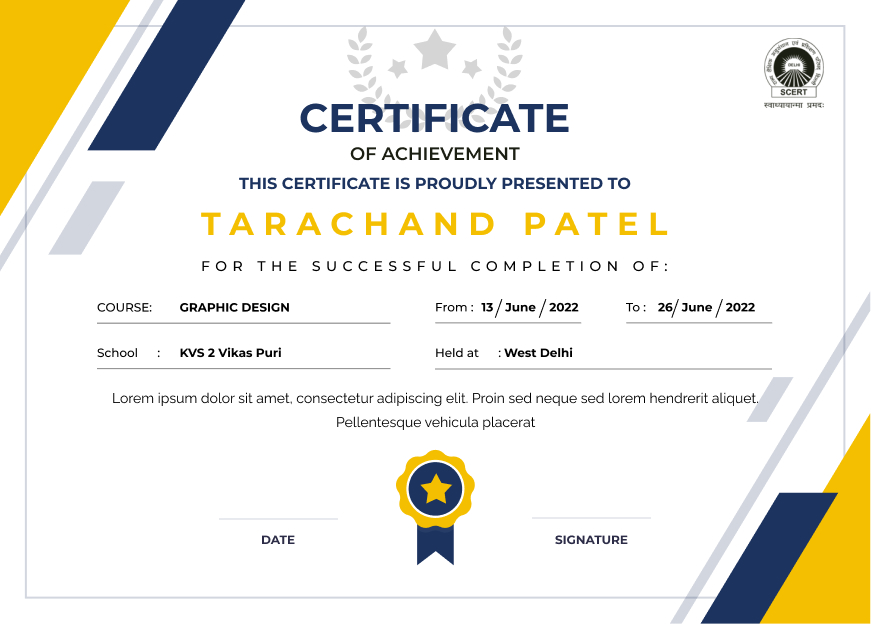 DELHI
SCERT
स्वाध्यायान्मा प्रमदः
CERTIFICATE
OF ACHIEVEMENT
THIS CERTIFICATE IS PROUDLY PRESENTED TO
TARACHAND PATEL
FOR THE SUCCESSFUL COMPLETION OF:
COURSE: GRAPHIC DESIGN From : 13/June/2022 To : 26/June/2022
School : KVS 2 Vikas Puri Held at : West Delhi
Lorem ipsum dolor sit amet, consectetur adipiscing elit. Proin sed neque sed lorem hendrerit aliquet.
Pellentesque vehicula placerat
DATE SIGNATURE